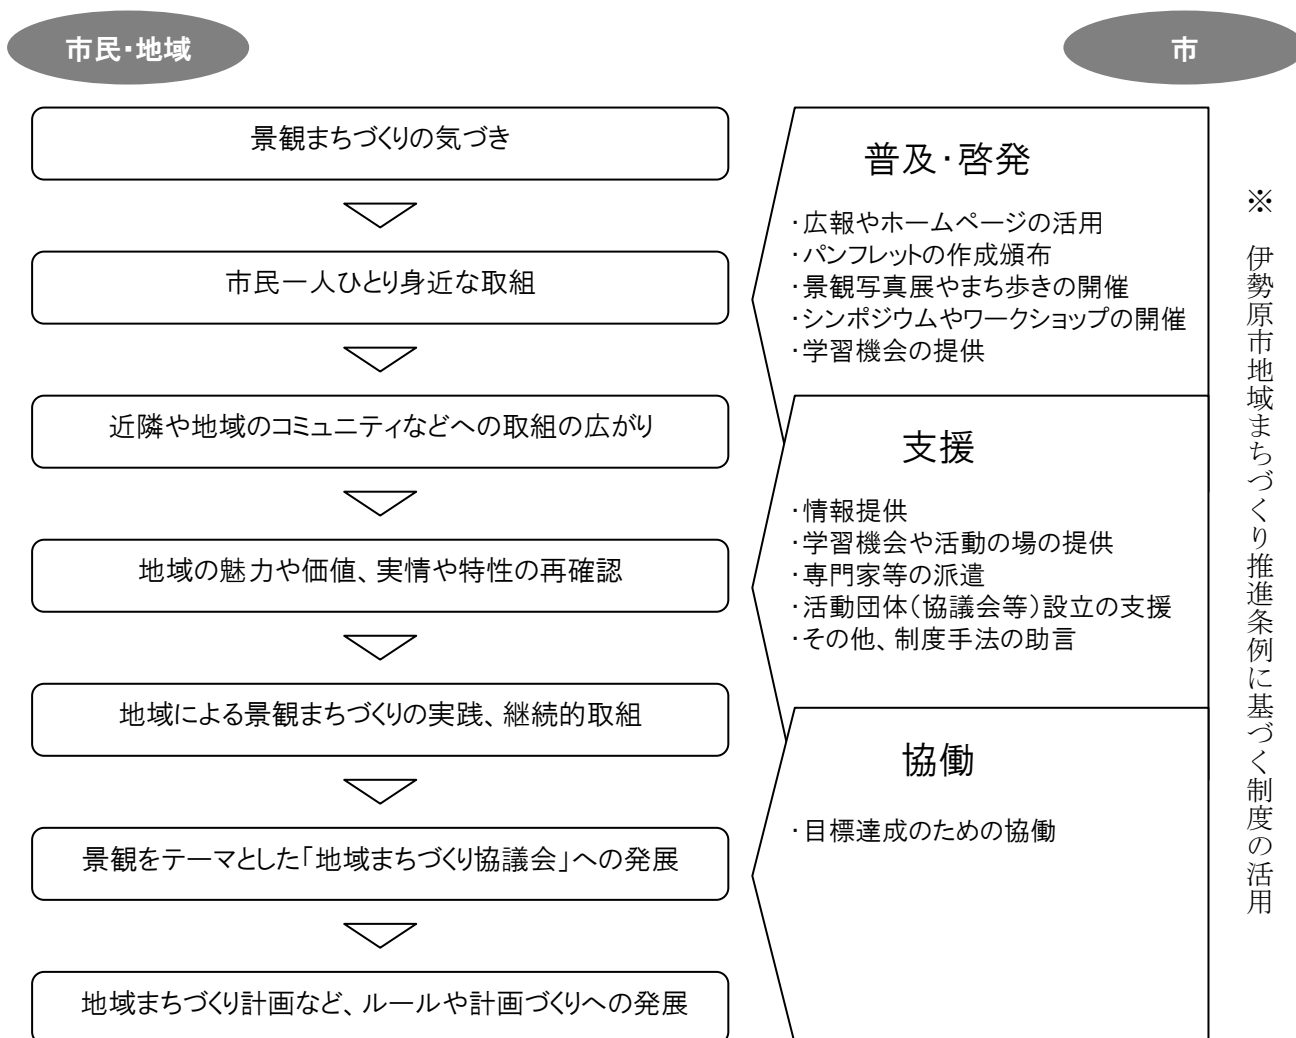 市民・地域
市
景観まちづくりの気づき
市民一人ひとり身近な取組
近隣や地域のコミュニティなどへの取組の広がり
地域の魅力や価値、実情や特性の再確認
地域による景観まちづくりの実践、継続的取組
景観をテーマとした「地域まちづくり協議会」への発展
地域まちづくり計画など、ルールや計画づくりへの発展
普及・啓発
・広報やホームページの活用
・パンフレットの作成頒布
・景観写真展やまち歩きの開催
・シンポジウムやワークショップの開催
・学習機会の提供
支援
・情報提供
・学習機会や活動の場の提供
・専門家等の派遣
・活動団体（協議会等）設立の支援
・その他、制度手法の助言
協働
・目標達成のための協働
※　伊勢原市地域まちづくり推進条例に基づく制度の活用